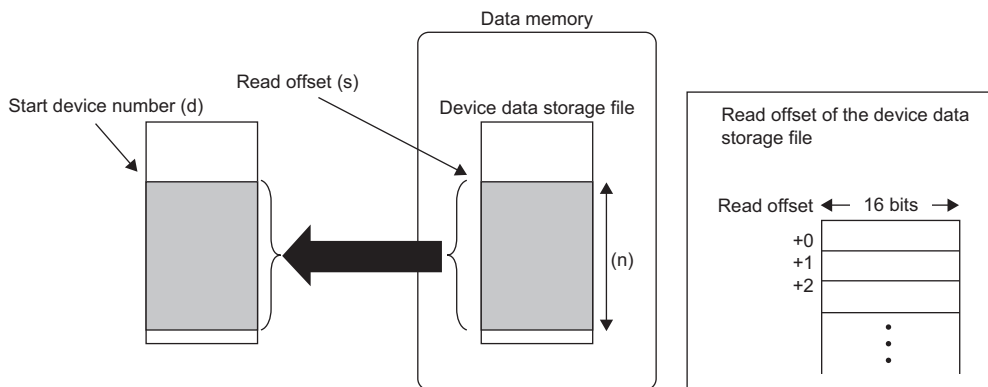 Data memory
Read offset (s)
Start device number (d)
Device data storage file
(n)
Read offset of the device data
storage file
Read offset
16 bits
+0
+1
+2